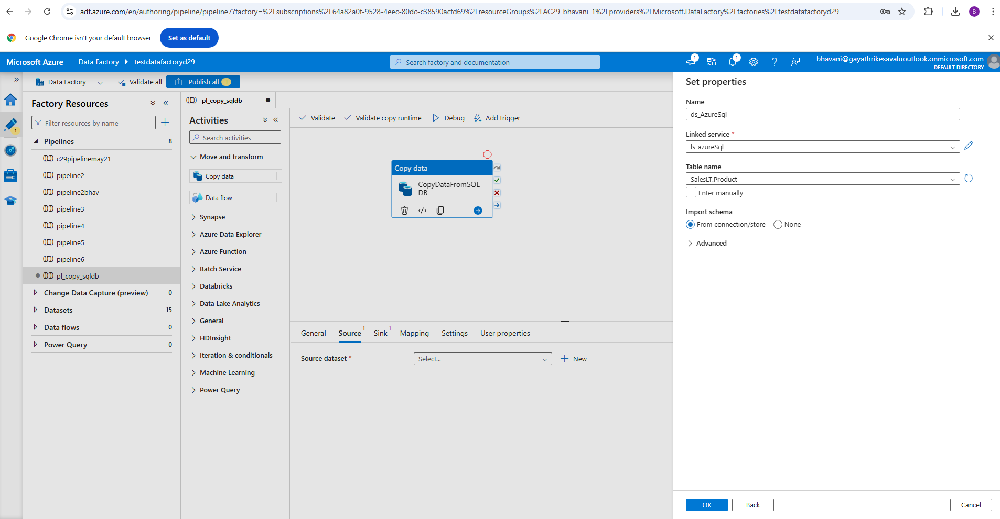 adf.azure.com/en/authoring/pipeline/pipeline7?factory=%2Fsubscriptions%2F64a82a0f-9528-4eec-80dc-c38590acfd69%2FresourceGroups%2FAC29_bhavani_1%2Fproviders%2FMicrosoft.DataFactory%2Ffactories%2Ftestdatafactoryd29
B
Google Chrome isn't your default browser
Set as default
Microsoft Azure
Data Factory
testdatafactoryd29
Search factory and documentation
1
1
bhavani@gayathrikesavaluoutlook.onmicrosoft.com
DEFAULT DIRECTORY
Data Factory
Validate all
Publish all 1
1
Factory Resources
Filter resources by name
Pipelines 8
c29pipelinemay21
pipeline2
pipeline2bhav
pipeline3
pipeline4
pipeline5
pipeline6
pl_copy_sqldb
Change Data Capture (preview) 0
Datasets 15
Data flows 0
Power Query 0
pl_copy_sqldb
Activities
Search activities
Move and transform
Copy data
Data flow
Synapse
Azure Data Explorer
Azure Function
Batch Service
Databricks
Data Lake Analytics
General
HDInsight
Iteration & conditionals
Machine Learning
Power Query
Validate
Validate copy runtime
Debug
Add trigger
Copy data
CopyDataFromSQL
DB
General
Source 1
Sink 1
Mapping
Settings
User properties
Source dataset *
Select...
New
Set properties
Name
ds_AzureSql
Linked service *
ls_azureSql
Table name
SalesLT.Product
Enter manually
Import schema
From connection/store
None
Advanced
OK
Back
Cancel